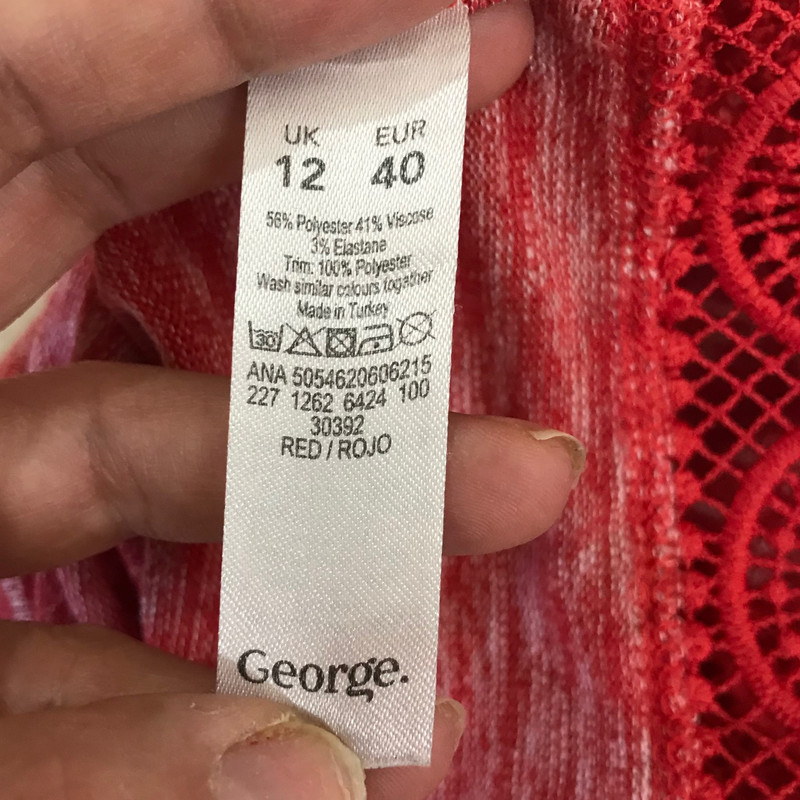 UK EUR
12 40
56% Polyester 41% Viscose
3% Elastane
Trim: 100% Polyester
Wash similar colours together
Made in Turkey
30
ANA 5054620606215
227 1262 6424 100
30392
RED / ROJO
George.